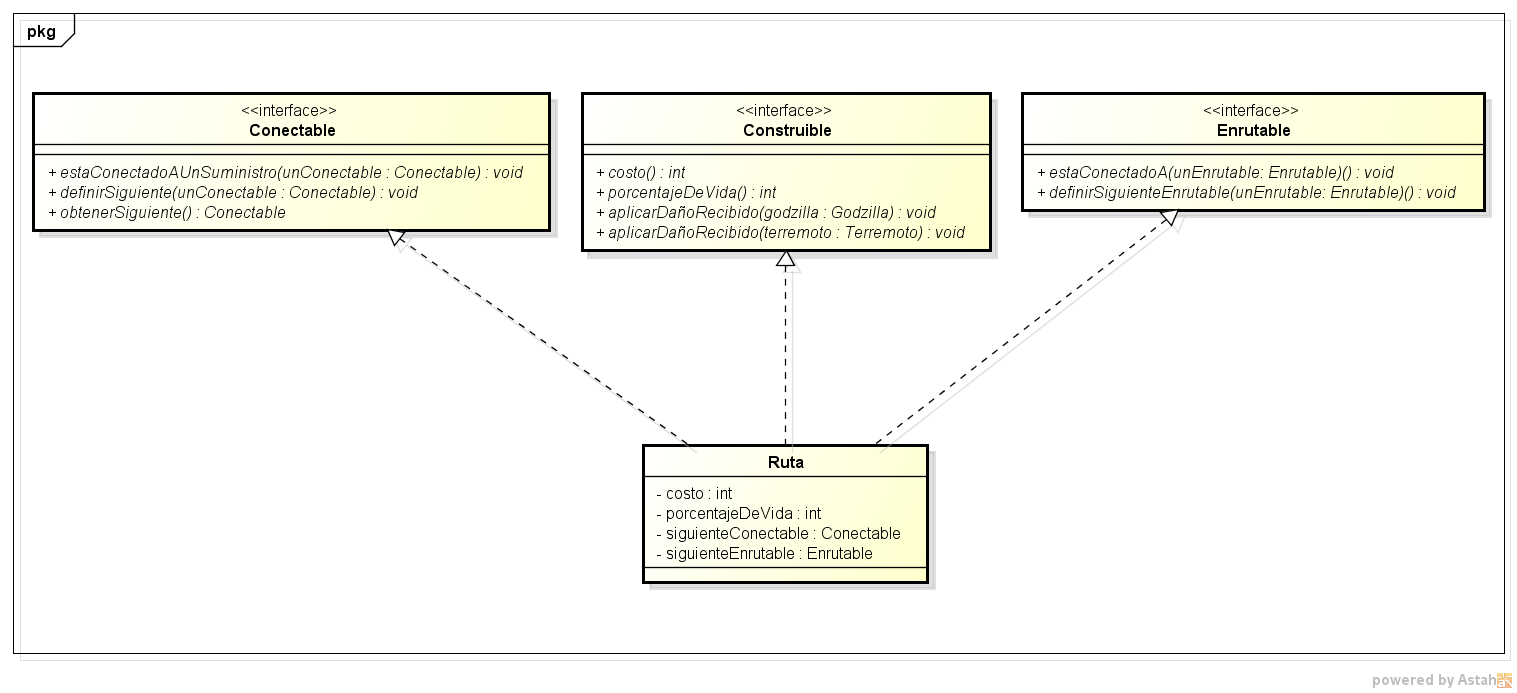 pkg
<<interface>>
Conectable
+ estaConectadoAUnSuministro(unConectable : Conectable) : void
+ definirSiguiente(unConectable : Conectable) : void
+ obtenerSiguiente() : Conectable
<<interface>>
Construible
+ costo() : int
+ porcentajeDeVida() : int
+ aplicarDañoRecibido(godzilla : Godzilla) : void
+ aplicarDañoRecibido(terremoto : Terremoto) : void
<<interface>>
Enrutable
+ estaConectadoA(unEnrutable: Enrutable)() : void
+ definirSiguienteEnrutable(unEnrutable: Enrutable)() : void
Ruta
- costo : int
- porcentajeDeVida : int
- siguienteConectable : Conectable
- siguienteEnrutable : Enrutable
powered by Astah